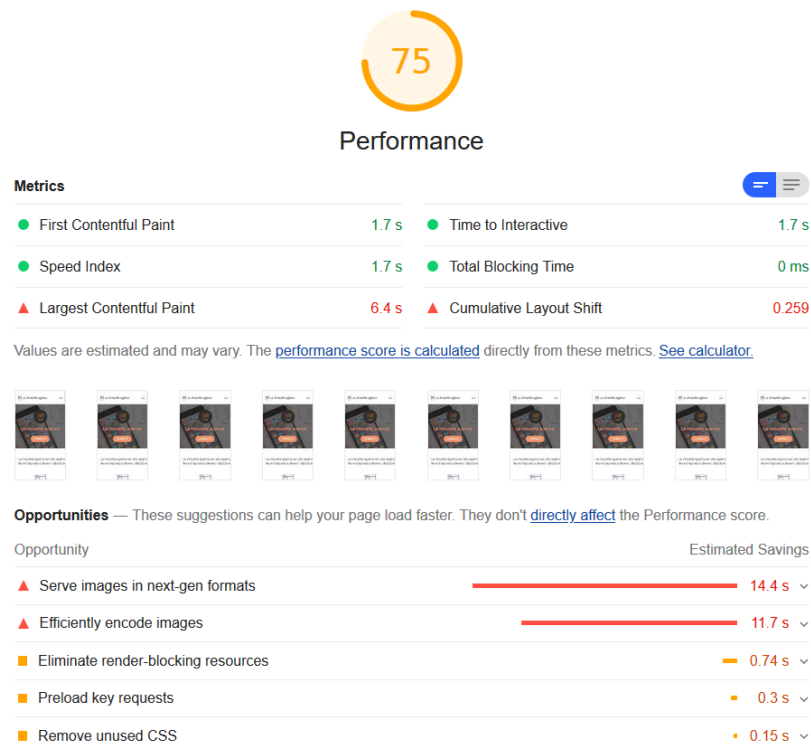 75
Performance
Metrics
First Contentful Paint 1.7 s
Time to Interactive 1.7 s
Speed Index 1.7 s
Total Blocking Time 0 ms
Largest Contentful Paint 6.4 s
Cumulative Layout Shift 0.259
Values are estimated and may vary. The performance score is calculated directly from these metrics. See calculator.
Opportunities — These suggestions can help your page load faster. They don't directly affect the Performance score.
Opportunity Estimated Savings
Serve images in next-gen formats 14.4 s
Efficiently encode images 11.7 s
Eliminate render-blocking resources 0.74 s
Preload key requests 0.3 s
Remove unused CSS 0.15 s